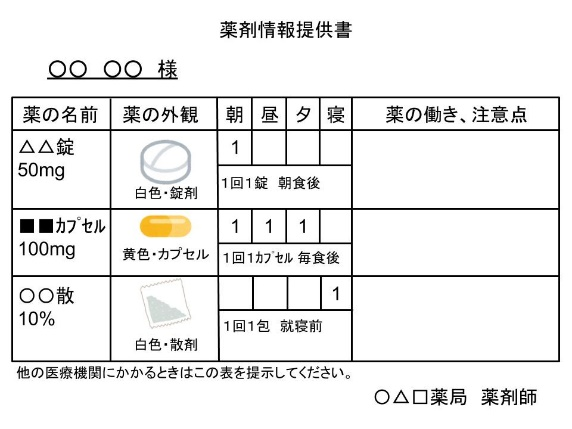 薬剤情報提供書
〇〇 〇〇 様
薬の名前 薬の外観 朝 昼 夕 寝 薬の働き、注意点
△△錠
50mg
白色・錠剤
1
1回1錠 朝食後
■■カプセル
100mg
黄色・カプセル
1 1 1
1回1カプセル 毎食後
〇〇散
10%
白色・散剤
1
1回1包 就寝前
他の医療機関にかかるときはこの表を提示してください。
〇△□薬局 薬剤師